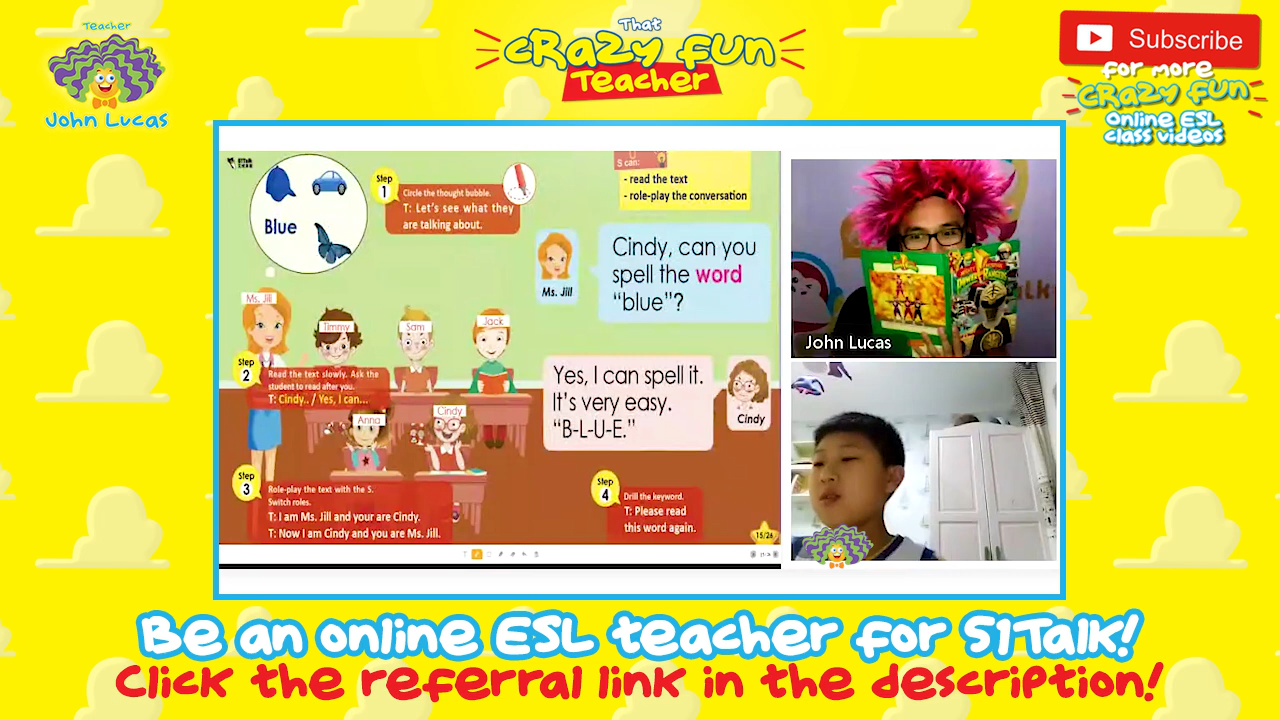 Teacher
John Lucas
That
CRazy FUN
Teacher
Subscribe
For more
CRazy FUN
Online ESL
class videos
Blue
Step
1
Circle the thought bubble.
T: Let's see what they
are talking about.
S can:
- read the text
- role-play the conversation
Ms. Jill
Cindy, can you
spell the word
"blue"?
Ms. Jill
Timmy
Sam
Jack
Step
2
Read the text slowly. Ask the
student to read after you.
T: Cindy.. / Yes, I can...
Anna
Cindy
Yes, I can spell it.
It's very easy.
"B-L-U-E."
Cindy
Step
3
Role-play the text with the S.
Switch roles.
T: I am Ms. Jill and your are Cindy.
T: Now I am Cindy and you are Ms. Jill.
Step
4
Drill the keyword.
T: Please read
this word again.
15/26
POWER RANGERS
John Lucas
Be an online ESL teacher for 51Talk!
Click the referral link in the description!